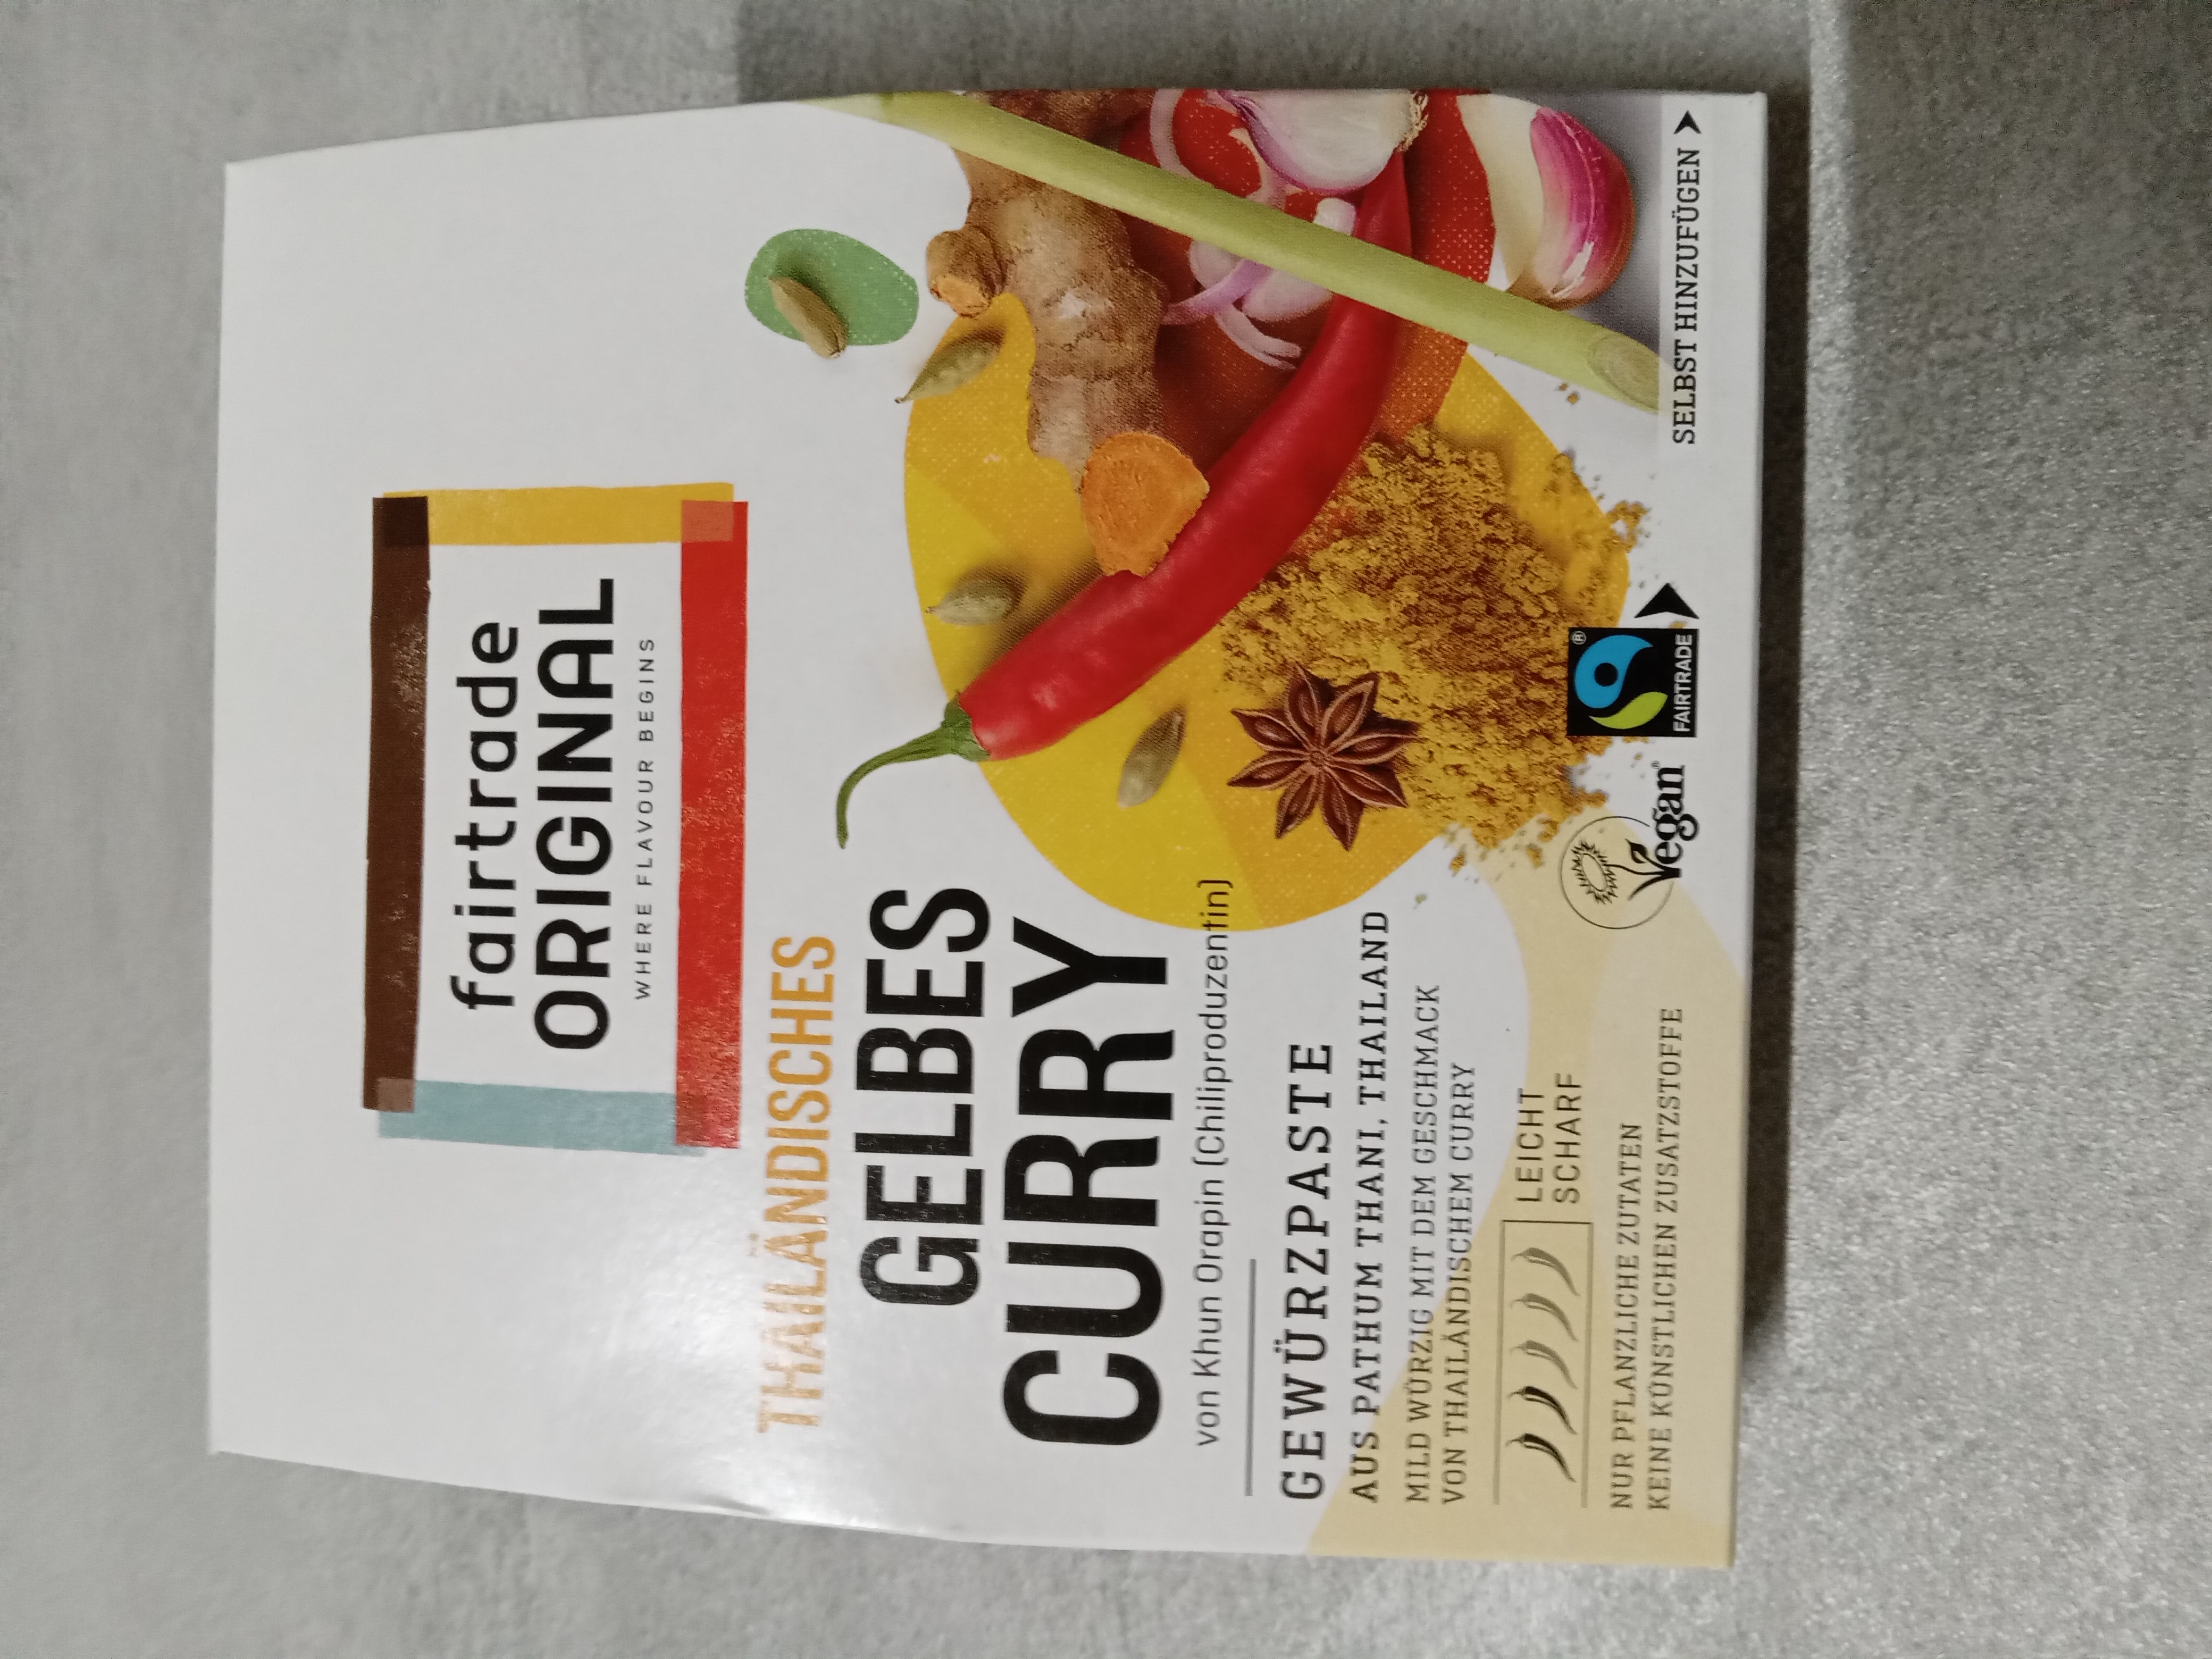 fairtrade
ORIGINAL
WHERE FLAVOUR BEGINS
THAILÄNDISCHES
GELBES
CURRY
von Khun Orapin (Chiliproduzentin)
GEWÜRZPASTE
AUS PATHUM THANI, THAILAND
MILD WÜRZIG MIT DEM GESCHMACK
VON THAILÄNDISCHEM CURRY
LEICHT
SCHARF
NUR PFLANZLICHE ZUTATEN
KEINE KÜNSTLICHEN ZUSATZSTOFFE
Vegan
FAIRTRADE
SELBST HINZUFÜGEN